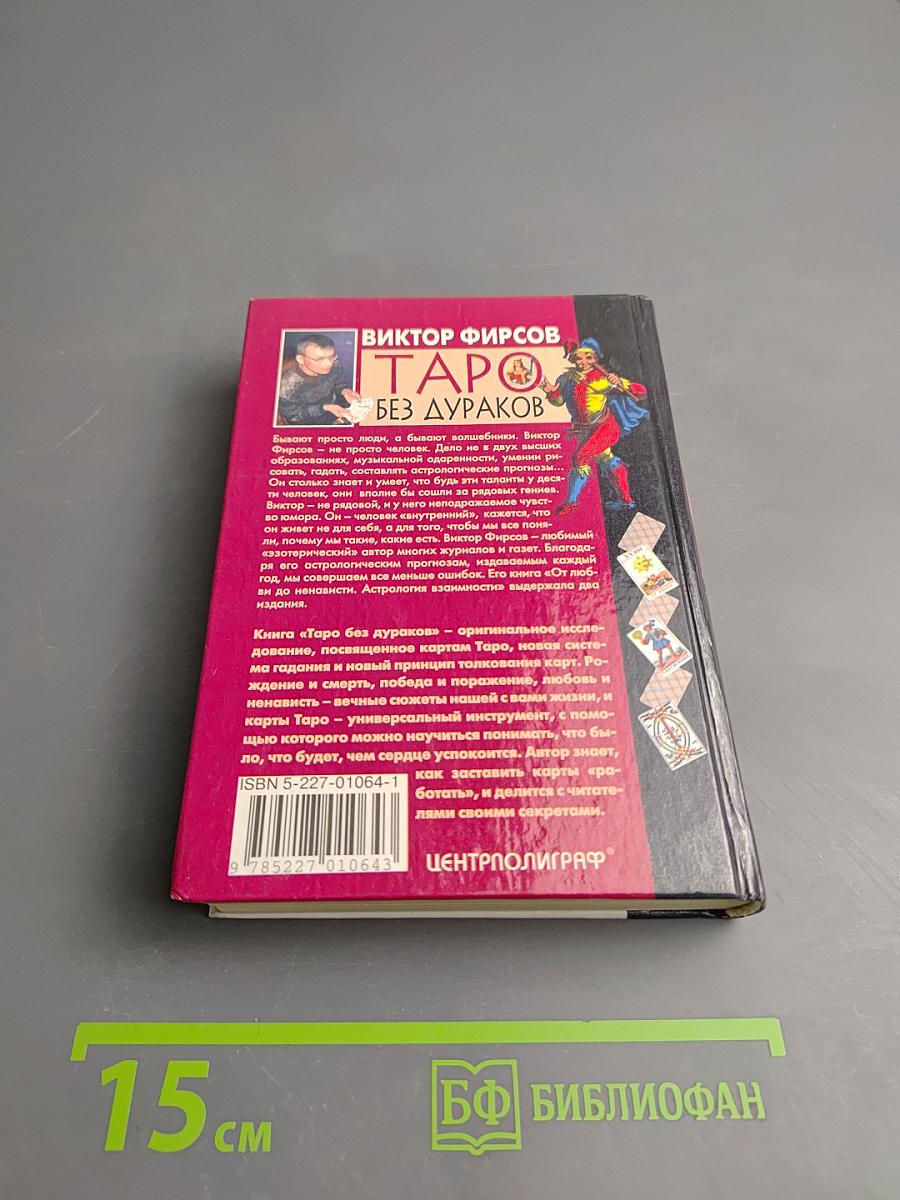 ВИКТОР ФИРСОВ
ТАРО
БЕЗ ДУРАКОВ
Бывают просто люди, а бывают волшебники. Виктор
Фирсов – не просто человек. Дело не в двух высших
образованиях, музыкальной одаренности, умении ри-
совать, гадать, составлять астрологические прогнозы...
Он столько знает и умеет, что будь эти таланты у деся-
ти человек, они вполне бы сошли за рядовых гениев.
Виктор – не рядовой, и у него неподражаемое чувст-
во юмора. Он – человек «внутренний», кажется, что
он живет не для себя, а для того, чтобы мы все поня-
ли, почему мы такие, какие есть. Виктор Фирсов – любимый
«эзотерический» автор многих журналов и газет. Благода-
ря его астрологическим прогнозам, издаваемым каждый
год, мы совершаем все меньше ошибок. Его книга «От люб-
ви до ненависти. Астрология взаимности» выдержала два
издания.
Книга «Таро без дураков» – оригинальное иссле-
дование, посвященное картам Таро, новая систе-
ма гадания и новый принцип толкования карт. Ро-
ждение и смерть, победа и поражение, любовь и
ненависть – вечные сюжеты нашей с вами жизни, и
карты Таро – универсальный инструмент, с помо-
щью которого можно научиться понимать, что бы-
ло, что будет, чем сердце успокоится. Автор знает,
как заставить карты «ра-
ботать», и делится с читате-
лями своими секретами.
ISBN 5-227-01064-1
9 785227 010643
ЦЕНТРПОЛИГРАФ®
XVIIII
15 см
БФ БИБЛИОФАН